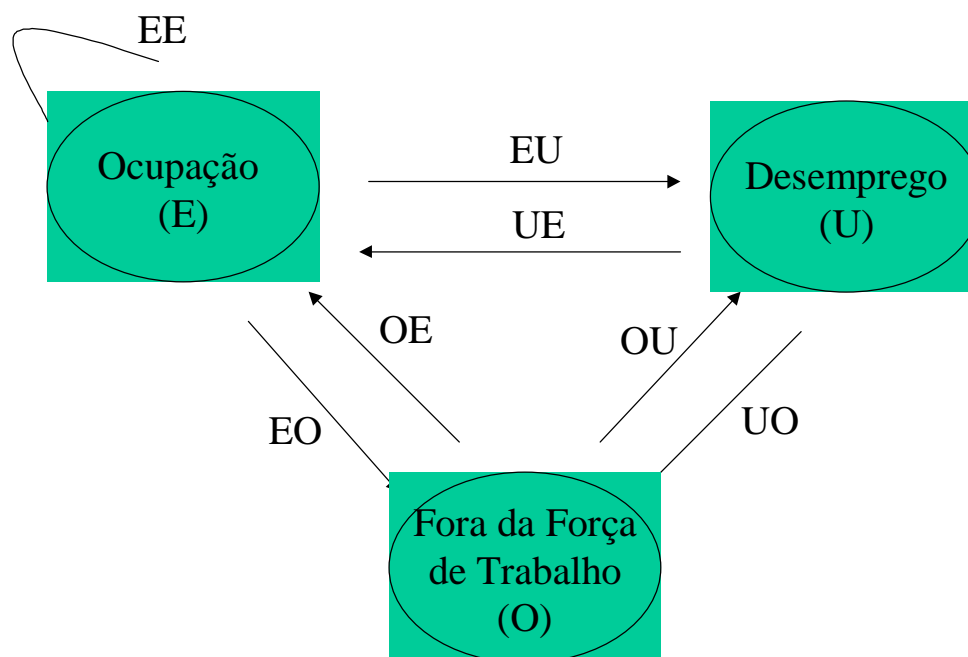 EE
Ocupação
(E)
EU
UE
Desemprego
(U)
OE
OU
EO
UO
Fora da Força
de Trabalho
(O)